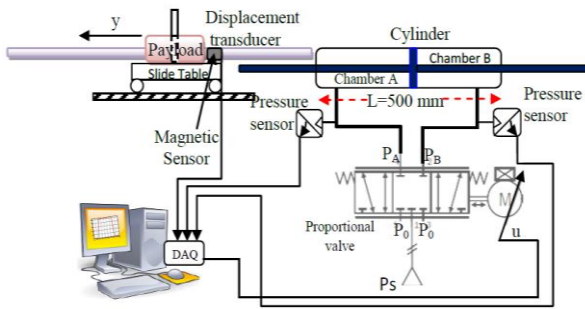 y
Displacement
transducer
Payload
Slide Table
Magnetic
Sensor
Cylinder
Chamber B
Chamber A
L=500 mm
Pressure
sensor
Pressure
sensor
PA
PB
M
Proportional
valve
P0
P0
u
DAQ
Ps